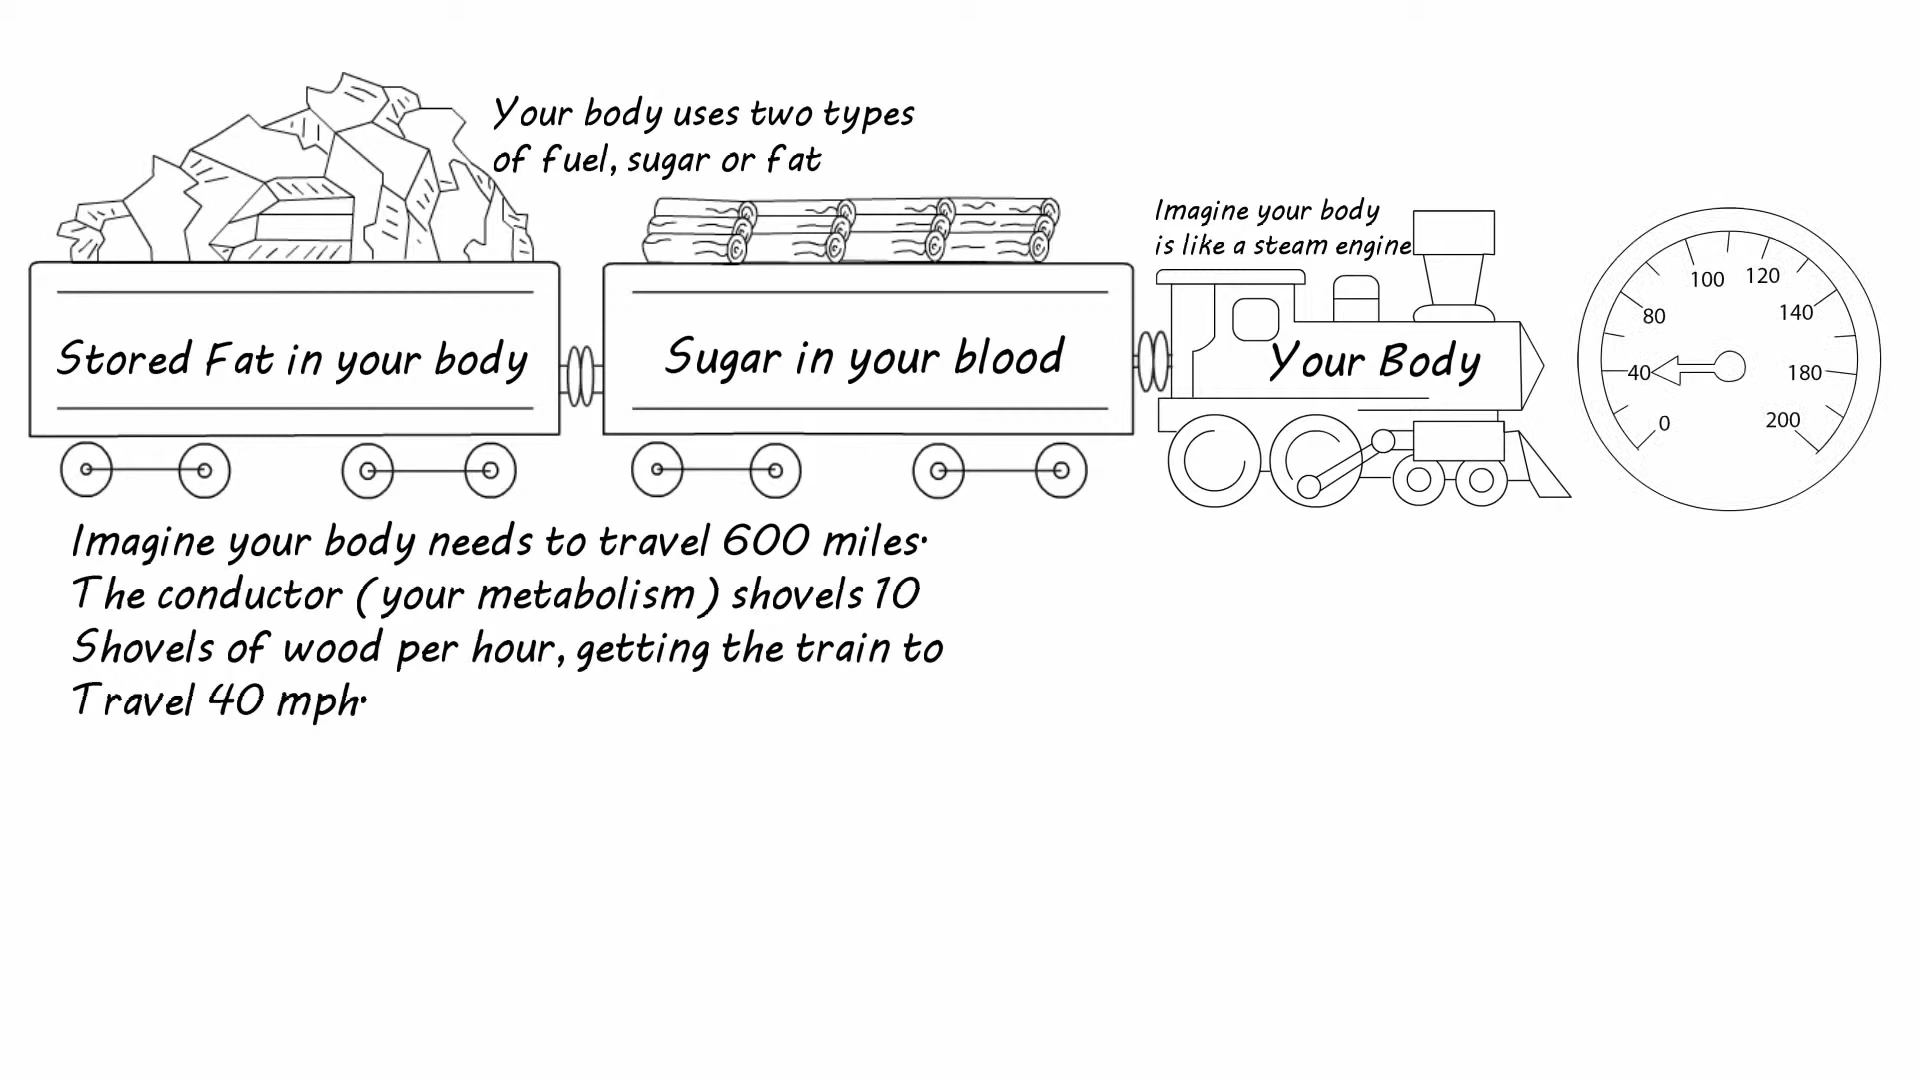 Your body uses two types
of fuel, sugar or fat
Imagine your body
is like a steam engine
Stored Fat in your body
Sugar in your blood
Your Body
0
40
80
100
120
140
180
200
Imagine your body needs to travel 600 miles.
The conductor (your metabolism) shovels 10
Shovels of wood per hour, getting the train to
Travel 40 mph.